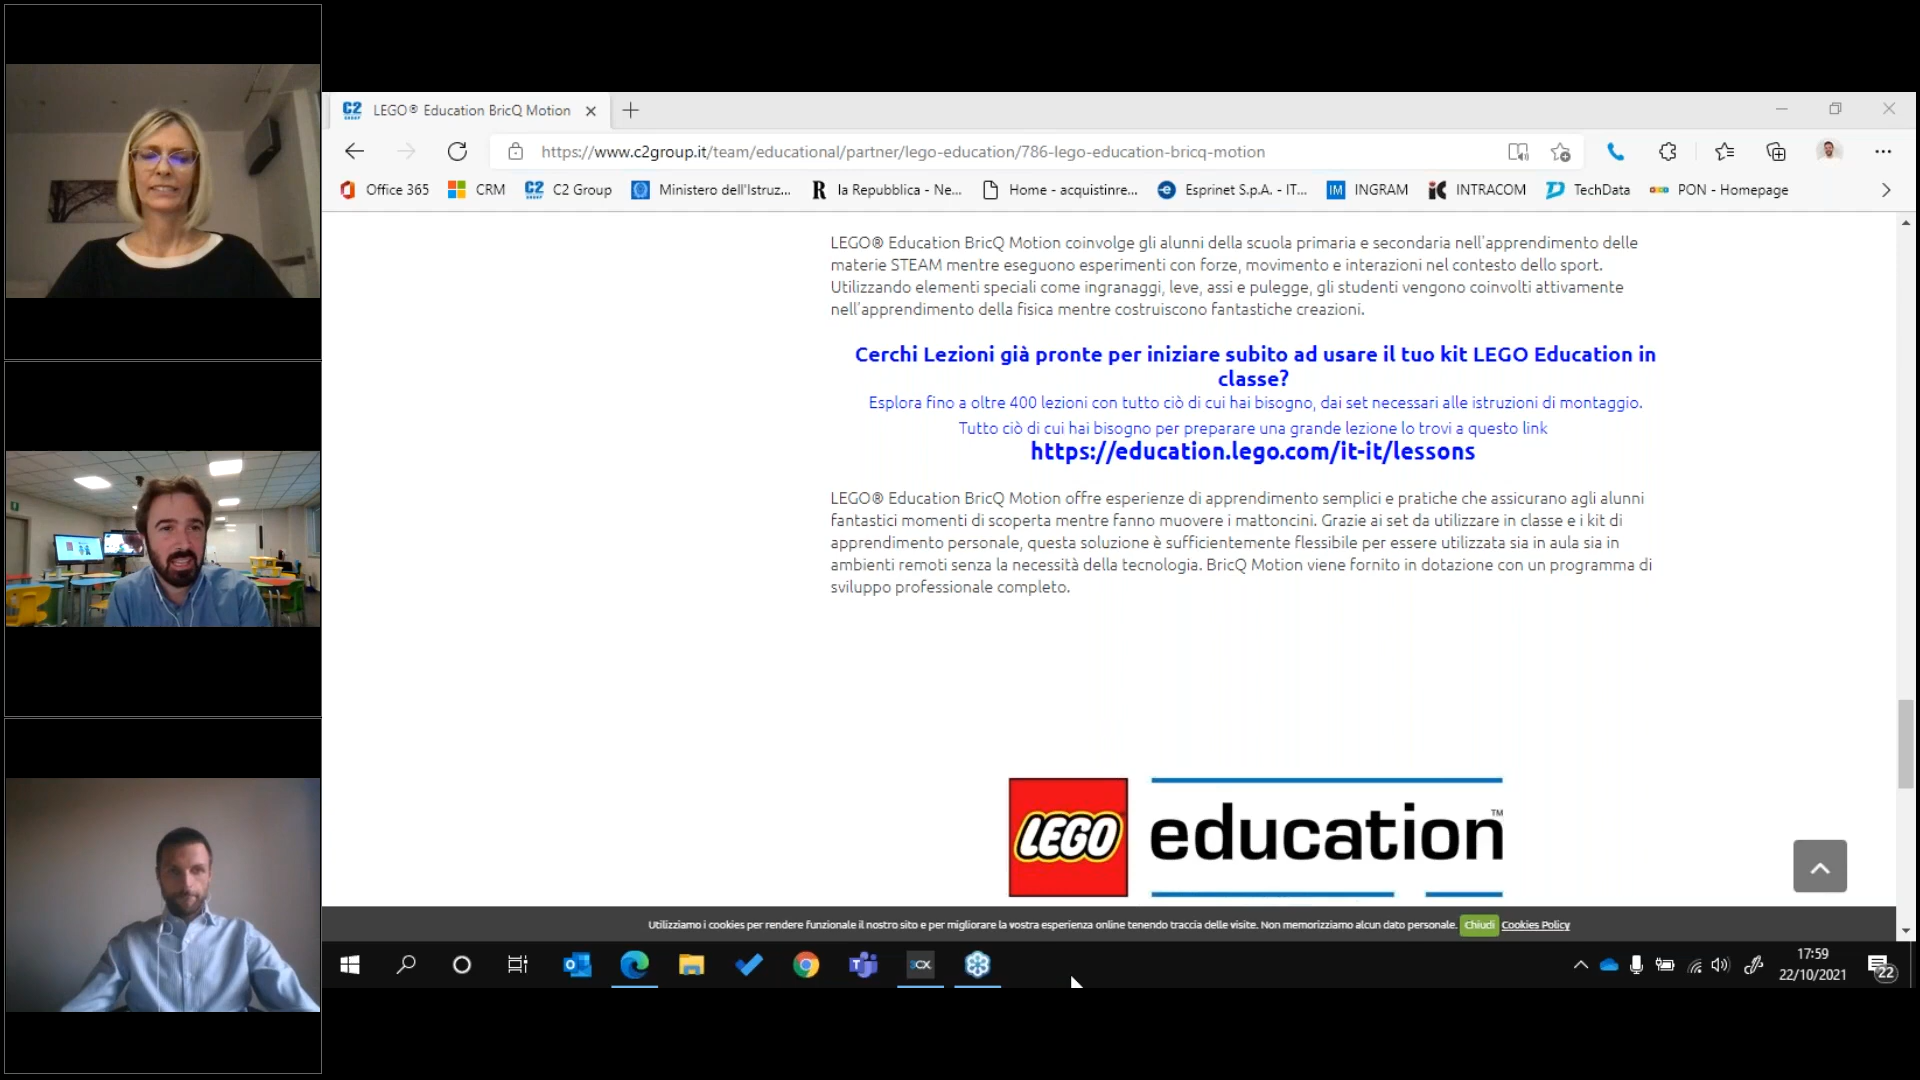 LEGO® Education BricQ Motion
https://www.c2group.it/team/educational/partner/lego-education/786-lego-education-bricq-motion
Office 365 CRM C2 Group Ministero dell'Istruz... la Repubblica - Ne... Home - acquistinre... Esprinet S.p.A. - IT... INGRAM INTRACOM TechData PON - Homepage
LEGO® Education BricQ Motion coinvolge gli alunni della scuola primaria e secondaria nell'apprendimento delle
materie STEAM mentre eseguono esperimenti con forze, movimento e interazioni nel contesto dello sport.
Utilizzando elementi speciali come ingranaggi, leve, assi e pulegge, gli studenti vengono coinvolti attivamente
nell'apprendimento della fisica mentre costruiscono fantastiche creazioni.
Cerchi Lezioni già pronte per iniziare subito ad usare il tuo kit LEGO Education in
classe?
Esplora fino a oltre 400 lezioni con tutto ciò di cui hai bisogno, dai set necessari alle istruzioni di montaggio.
Tutto ciò di cui hai bisogno per preparare una grande lezione lo trovi a questo link
https://education.lego.com/it-it/lessons
LEGO® Education BricQ Motion offre esperienze di apprendimento semplici e pratiche che assicurano agli alunni
fantastici momenti di scoperta mentre fanno muovere i mattoncini. Grazie ai set da utilizzare in classe e i kit di
apprendimento personale, questa soluzione è sufficientemente flessibile per essere utilizzata sia in aula sia in
ambienti remoti senza la necessità della tecnologia. BricQ Motion viene fornito in dotazione con un programma di
sviluppo professionale completo.
LEGO education™
Utilizziamo i cookies per rendere funzionale il nostro sito e per migliorare la vostra esperienza online tenendo traccia delle visite. Non memorizziamo alcun dato personale. Chiudi Cookies Policy
3CX
17:59
22/10/2021
22